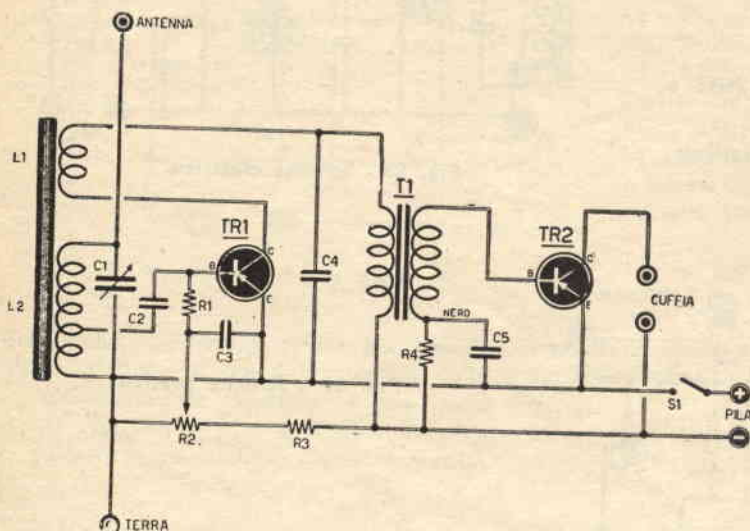 ANTENNA
L1
T1
TR1
TR2
C
C
C1
B
C4
B
L2
C2
R1
E
E
CUFFIA
NERO
C3
R4
C5
S1
+
PILA
R2
R3
−
TERRA